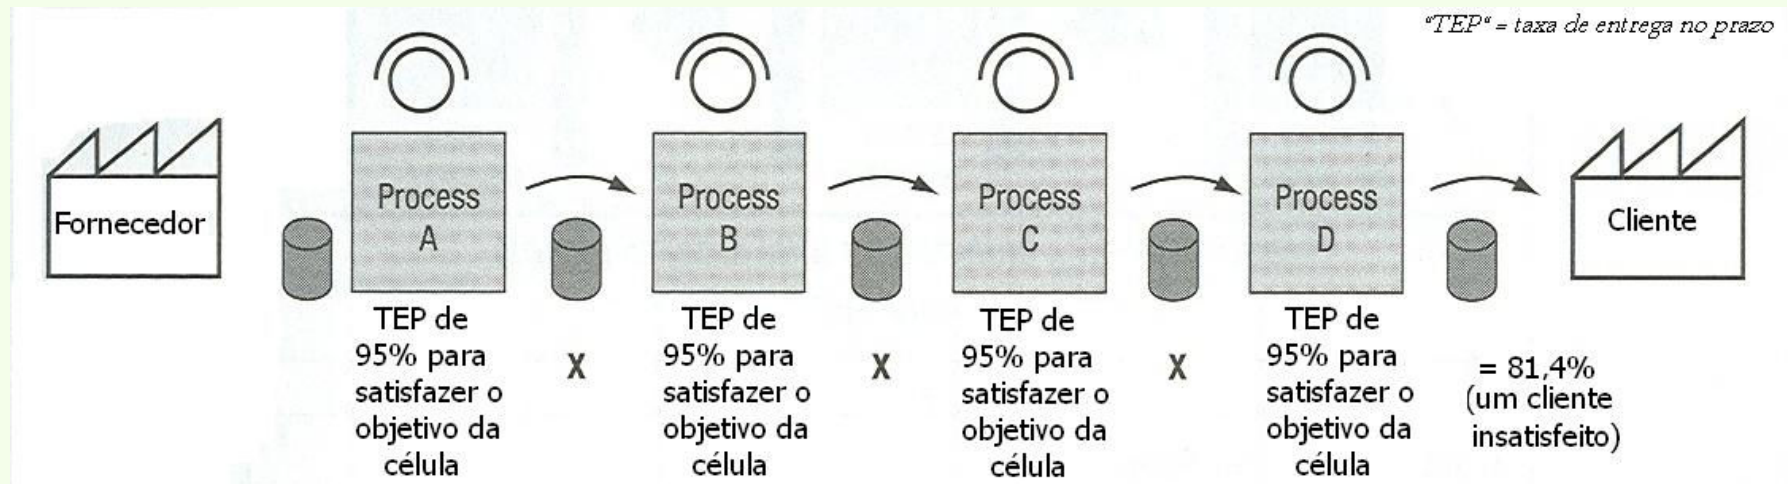 “TEP“ = taxa de entrega no prazo
Fornecedor
Process
A
Process
B
Process
C
Process
D
Cliente
TEP de
95% para
satisfazer o
objetivo da
célula
X
TEP de
95% para
satisfazer o
objetivo da
célula
X
TEP de
95% para
satisfazer o
objetivo da
célula
X
TEP de
95% para
satisfazer o
objetivo da
célula
= 81,4%
(um cliente
insatisfeito)